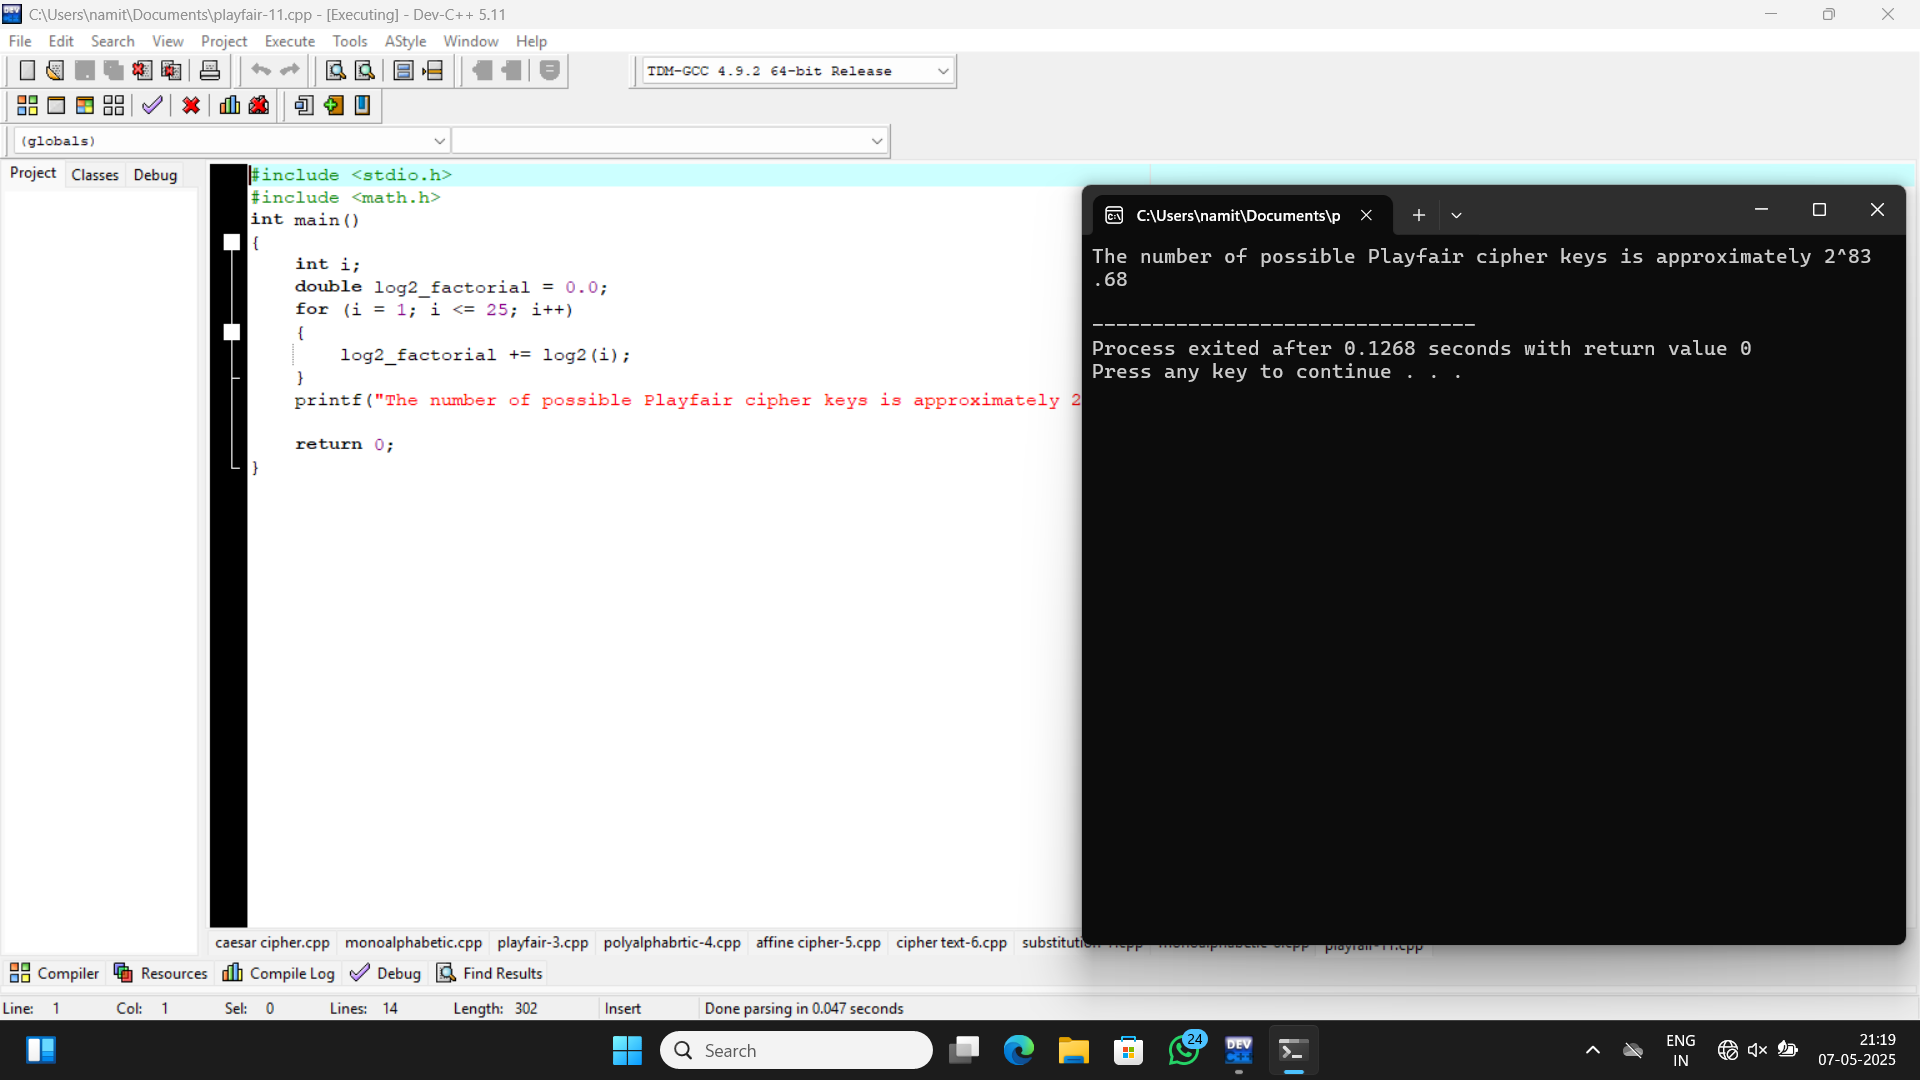 C:\Users\namit\Documents\playfair-11.cpp - [Executing] - Dev-C++ 5.11
File Edit Search View Project Execute Tools AStyle Window Help
TDM-GCC 4.9.2 64-bit Release
(globals)
Project Classes Debug
#include <stdio.h>
#include <math.h>
int main()
{
int i;
double log2_factorial = 0.0;
for (i = 1; i <= 25; i++)
{
log2_factorial += log2(i);
}
printf("The number of possible Playfair cipher keys is approximately 2
return 0;
}
C:\Users\namit\Documents\p
The number of possible Playfair cipher keys is approximately 2^83
.68
--------------------------------
Process exited after 0.1268 seconds with return value 0
Press any key to continue . . .
caesar cipher.cpp monoalphabetic.cpp playfair-3.cpp polyalphabrtic-4.cpp affine cipher-5.cpp cipher text-6.cpp playfair-11.cpp
Compiler Resources Compile Log Debug Find Results
Line: 1 Col: 1 Sel: 0 Lines: 14 Length: 302 Insert Done parsing in 0.047 seconds
Search
24
DEV
ENG
IN
21:19
07-05-2025